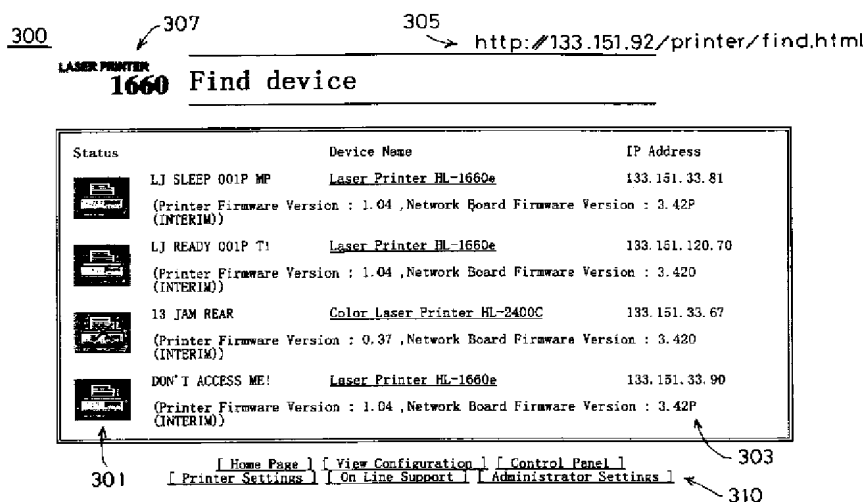 300
307
305
http://133.151.92/printer/find.html
LASER PRINTER
1660
Find device
Status Device Name IP Address
LJ SLEEP 001P MP Laser Printer HL-1660e 133.151.33.81
(Printer Firmware Version : 1.04 ,Network Board Firmware Version : 3.42P
(INTERIM))
LJ READY 001P T! Laser Printer HL-1660e 133.151.120.70
(Printer Firmware Version : 1.04 ,Network Board Firmware Version : 3.420
(INTERIM))
13 JAM REAR Color Laser Printer HL-2400C 133.151.33.67
(Printer Firmware Version : 0.37 ,Network Board Firmware Version : 3.420
(INTERIM))
DON'T ACCESS ME! Laser Printer HL-1660e 133.151.33.90
(Printer Firmware Version : 1.04 ,Network Board Firmware Version : 3.42P
(INTERIM))
301
303
[ Home Page ] [ View Configuration ] [ Control Panel ]
[ Printer Settings ] [ On Line Support ] [ Administrator Settings ]
310